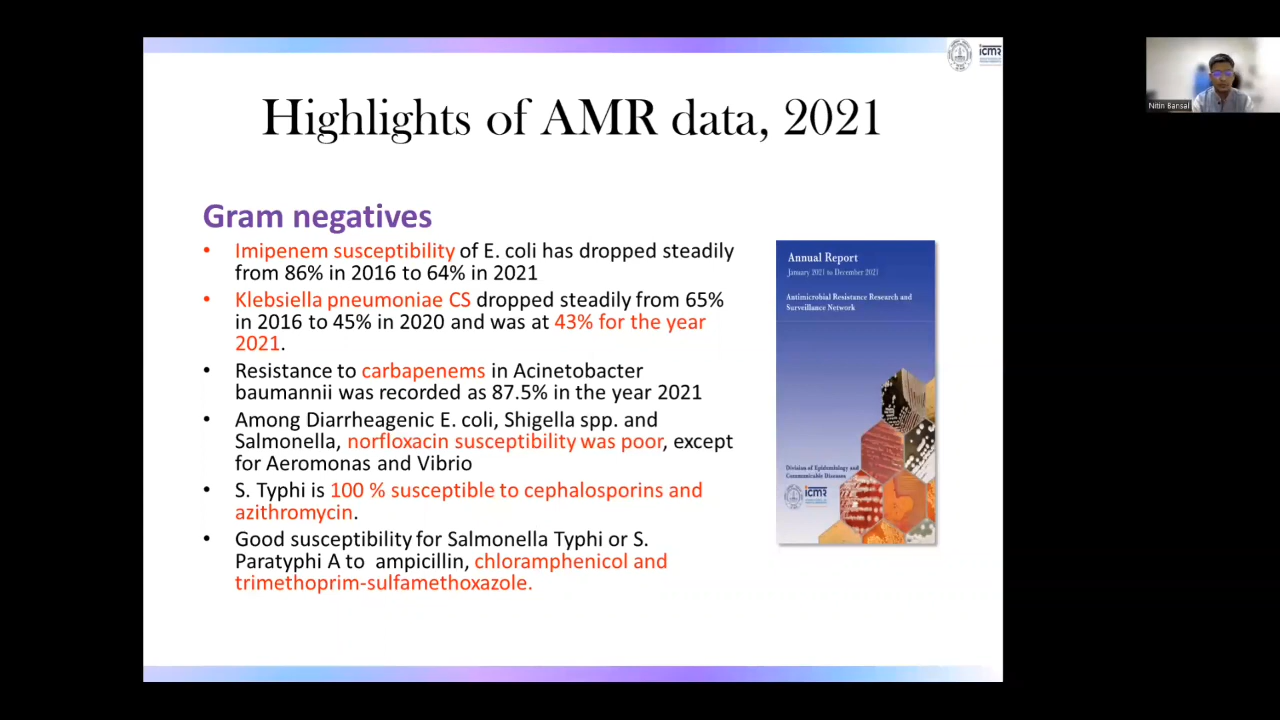 icmr
Highlights of AMR data, 2021
Gram negatives
• Imipenem susceptibility of E. coli has dropped steadily
from 86% in 2016 to 64% in 2021
• Klebsiella pneumoniae CS dropped steadily from 65%
in 2016 to 45% in 2020 and was at 43% for the year
2021.
• Resistance to carbapenems in Acinetobacter
baumannii was recorded as 87.5% in the year 2021
• Among Diarrheagenic E. coli, Shigella spp. and
Salmonella, norfloxacin susceptibility was poor, except
for Aeromonas and Vibrio
• S. Typhi is 100 % susceptible to cephalosporins and
azithromycin.
• Good susceptibility for Salmonella Typhi or S.
Paratyphi A to ampicillin, chloramphenicol and
trimethoprim-sulfamethoxazole.
Annual Report
January 2021 to December 2021
Antimicrobial Resistance Research and
Surveillance Network
Division of Epidemiology and
Communicable Diseases
icmr
Nitin Bansal